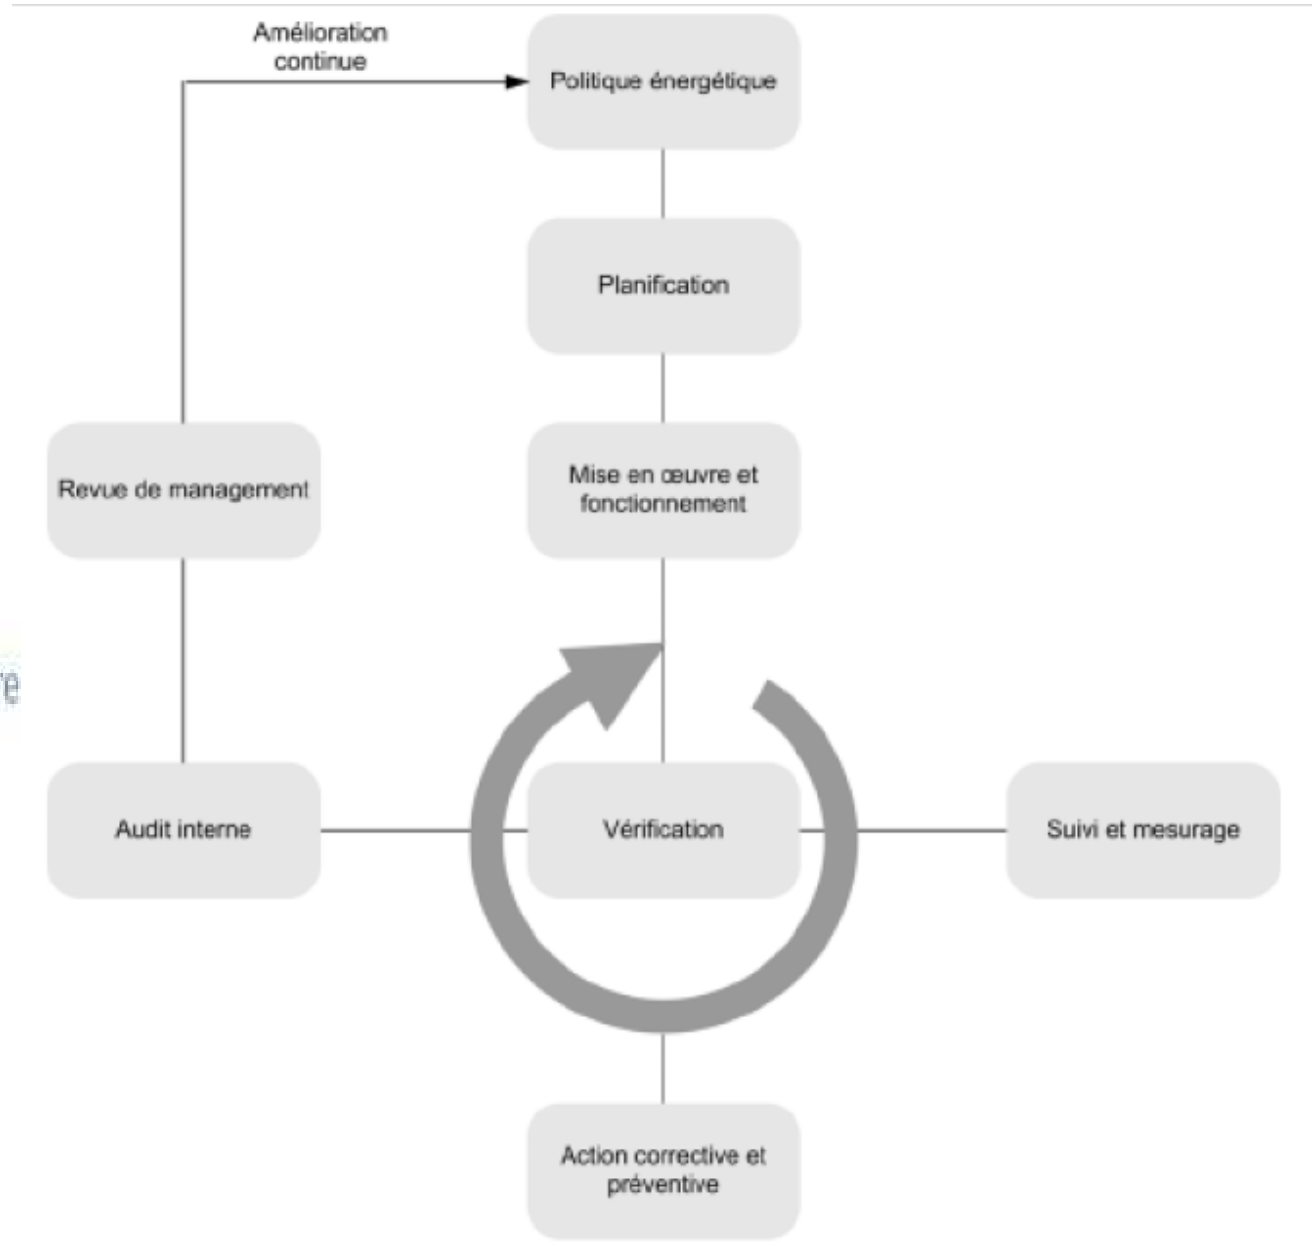 Amélioration
continue
Politique énergétique
Planification
Revue de management
Mise en œuvre et
fonctionnement
Audit interne
Vérification
Suivi et mesurage
Action corrective et
préventive